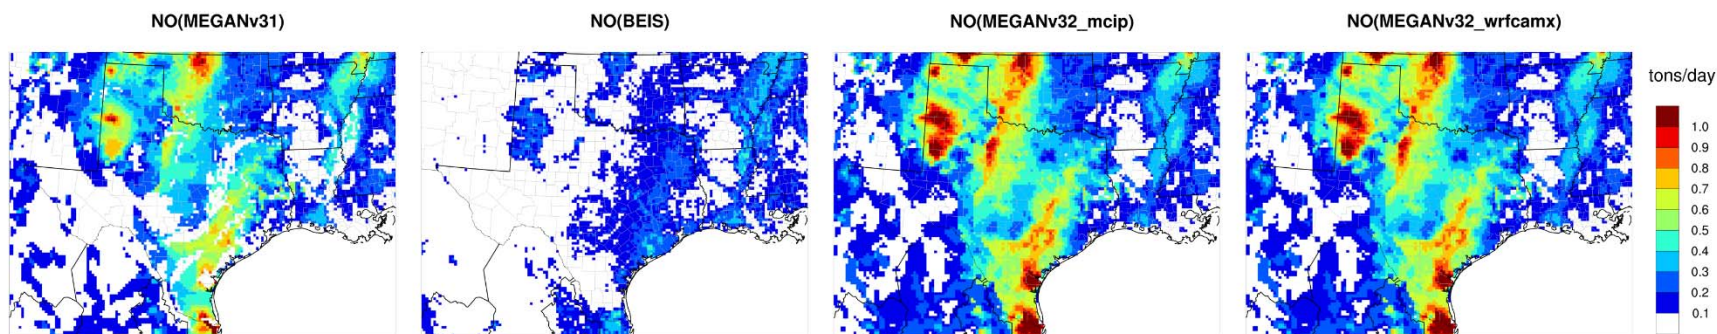 NO(MEGANv31)
NO(BEIS)
NO(MEGANv32_mcip)
NO(MEGANv32_wrfcamx)
tons/day
1.0
0.9
0.8
0.7
0.6
0.5
0.4
0.3
0.2
0.1